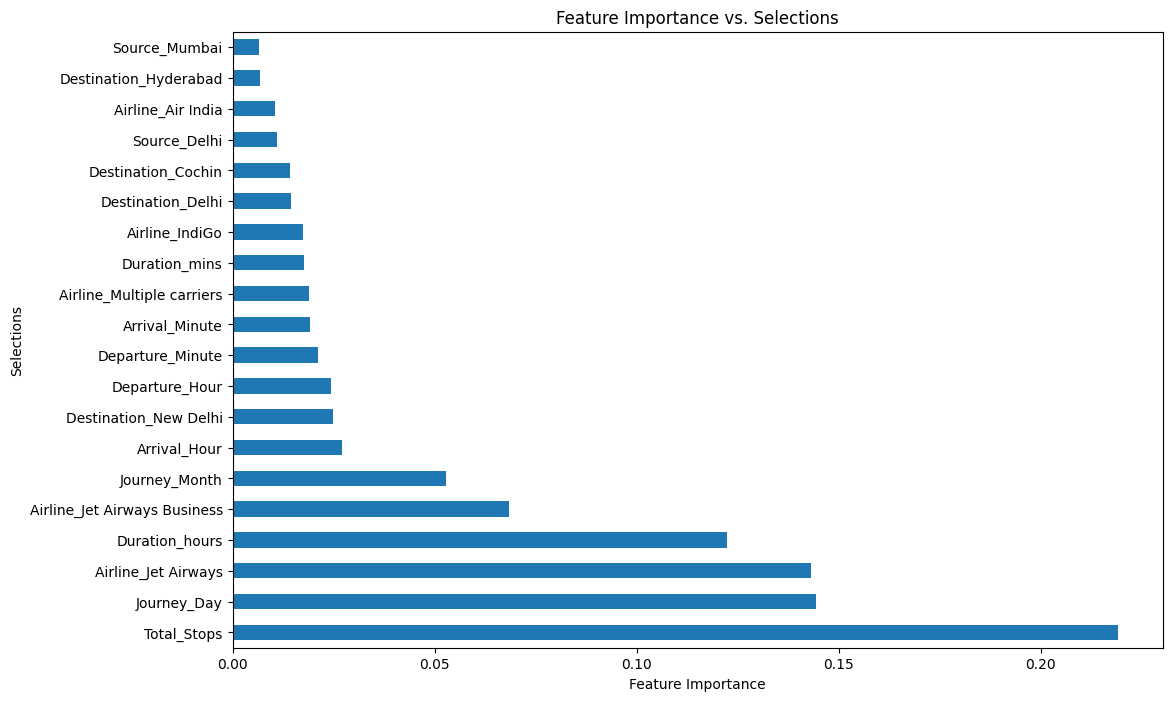 Feature Importance vs. Selections
Source_Mumbai
Destination_Hyderabad
Airline_Air India
Source_Delhi
Destination_Cochin
Destination_Delhi
Airline_IndiGo
Duration_mins
Airline_Multiple carriers
Arrival_Minute
Departure_Minute
Departure_Hour
Destination_New Delhi
Arrival_Hour
Journey_Month
Airline_Jet Airways Business
Duration_hours
Airline_Jet Airways
Journey_Day
Total_Stops
Selections
0.00 0.05 0.10 0.15 0.20
Feature Importance